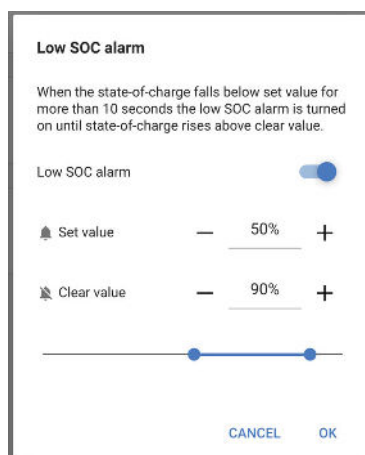 Low SOC alarm
When the state-of-charge falls below set value for
more than 10 seconds the low SOC alarm is turned
on until state-of-charge rises above clear value.
Low SOC alarm
Set value — 50% +
Clear value — 90% +
CANCEL OK